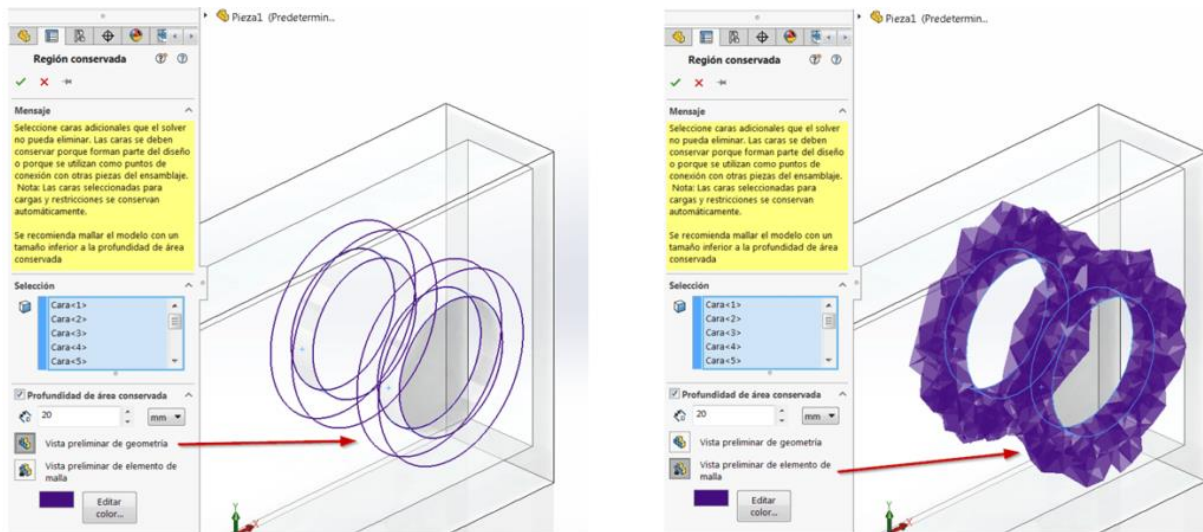 Pieza1 (Predetermin...
Región conservada
Mensaje
Seleccione caras adicionales que el solver
no pueda eliminar. Las caras se deben
conservar porque forman parte del diseño
o porque se utilizan como puntos de
conexión con otras piezas del ensamblaje.
Nota: Las caras seleccionadas para
cargas y restricciones se conservan
automáticamente.
Se recomienda mallar el modelo con un
tamaño inferior a la profundidad de área
conservada
Selección
Cara<1>
Cara<2>
Cara<3>
Cara<4>
Cara<5>
Profundidad de área conservada
20 mm
Vista preliminar de geometría
Vista preliminar de elemento de
malla
Editar
color...
Y
X
Pieza1 (Predetermin...
Región conservada
Mensaje
Seleccione caras adicionales que el solver
no pueda eliminar. Las caras se deben
conservar porque forman parte del diseño
o porque se utilizan como puntos de
conexión con otras piezas del ensamblaje.
Nota: Las caras seleccionadas para
cargas y restricciones se conservan
automáticamente.
Se recomienda mallar el modelo con un
tamaño inferior a la profundidad de área
conservada
Selección
Cara<1>
Cara<2>
Cara<3>
Cara<4>
Cara<5>
Profundidad de área conservada
20 mm
Vista preliminar de geometría
Vista preliminar de elemento de
malla
Editar
color...
Y
X